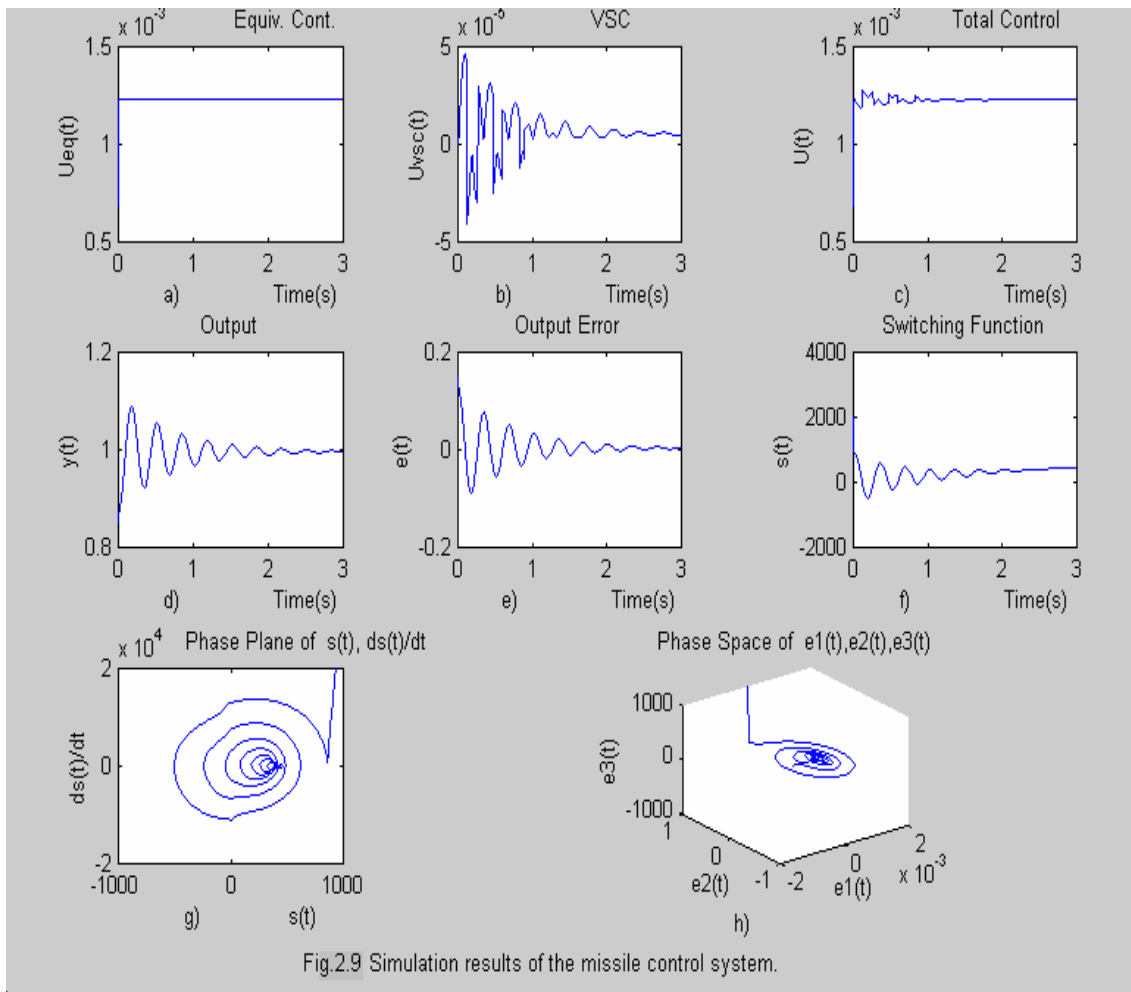 x 10^-3 Equiv. Cont.
1.5
1
0.5
Ueq(t)
0 1 2 3
a) Time(s)
x 10^-5 VSC
5
0
-5
Uvsc(t)
0 1 2 3
b) Time(s)
x 10^-3 Total Control
1.5
1
0.5
U(t)
0 1 2 3
c) Time(s)
Output
1.2
1
0.8
y(t)
0 1 2 3
d) Time(s)
Output Error
0.2
0
-0.2
e(t)
0 1 2 3
e) Time(s)
Switching Function
4000
2000
0
-2000
s(t)
0 1 2 3
f) Time(s)
x 10^4 Phase Plane of s(t), ds(t)/dt
2
0
-2
ds(t)/dt
-1000 0 1000
g) s(t)
Phase Space of e1(t),e2(t),e3(t)
1000
0
-1000
e3(t)
1
0
-1
e2(t)
-2
0
2
e1(t)
x 10^-3
h)
Fig.2.9 Simulation results of the missile control system.